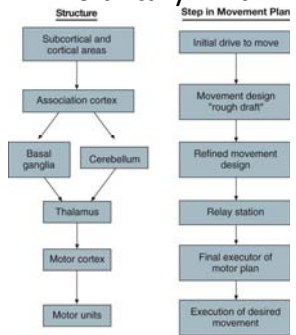 Structure
Subcortical and
cortical areas
Association cortex
Basal
ganglia
Cerebellum
Thalamus
Motor cortex
Motor units
Step in Movement Plan
Initial drive to move
Movement design
"rough draft"
Refined movement
design
Relay station
Final executor of
motor plan
Execution of desired
movement